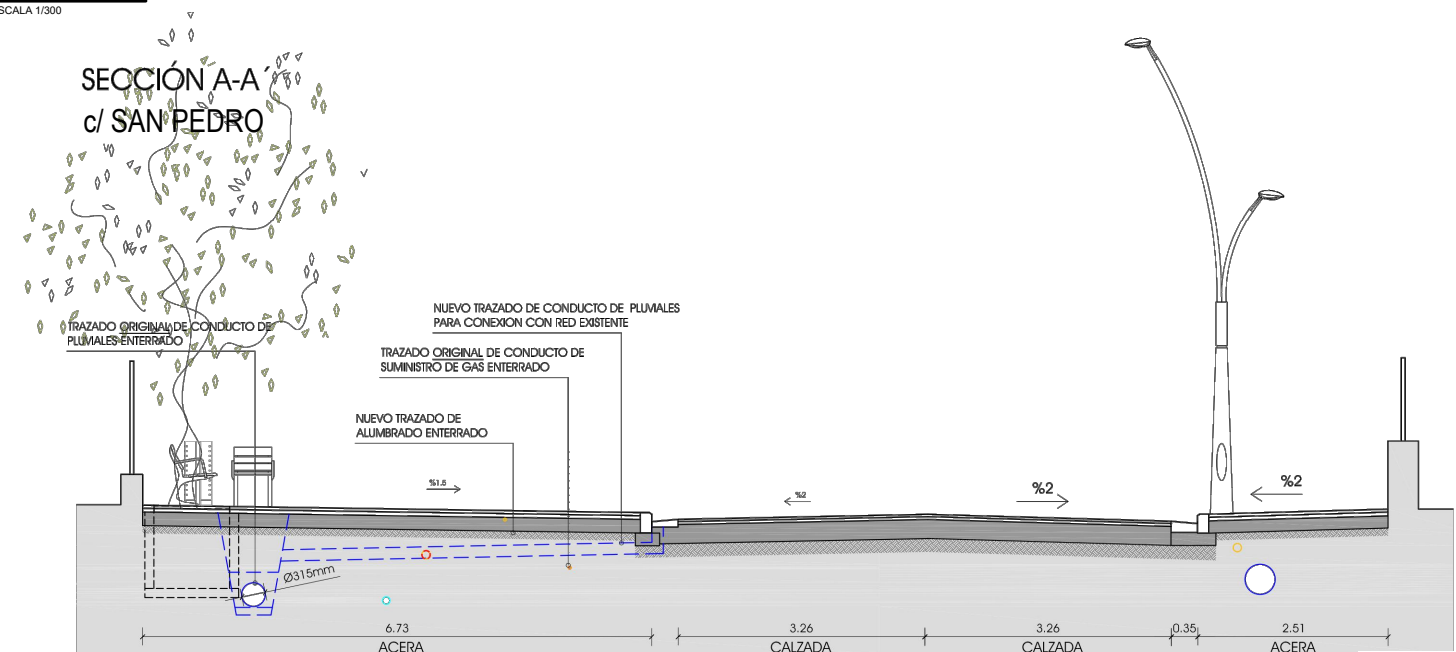 SCALA 1/300
SECCIÓN A-A´
c/ SAN PEDRO
NUEVO TRAZADO DE CONDUCTO DE PLUVIALES
PARA CONEXION CON RED EXISTENTE
TRAZADO ORIGINAL DE CONDUCTO DE
PLUVIALES ENTERRADO
TRAZADO ORIGINAL DE CONDUCTO DE
SUMINISTRO DE GAS ENTERRADO
NUEVO TRAZADO DE
ALUMBRADO ENTERRADO
%1.5
%2
%2
%2
Ø315mm
6.73
3.26
3.26
0.35
2.51
ACERA
CALZADA
CALZADA
ACERA